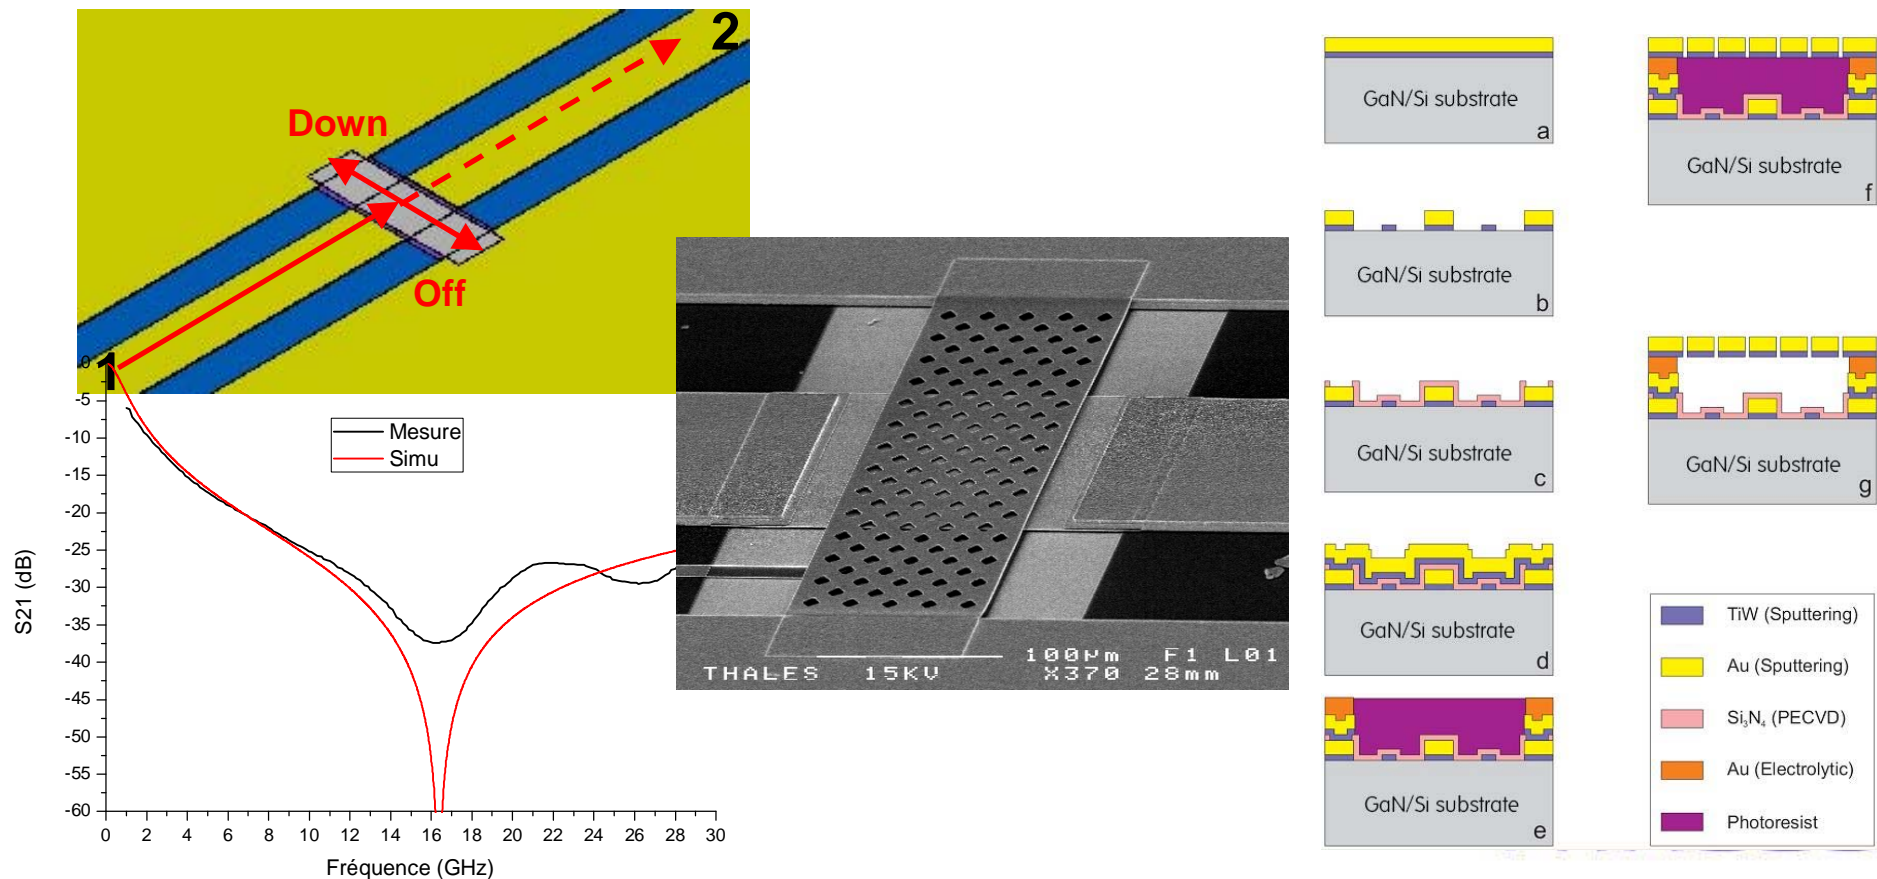 2
Down
Off
1
0
-5
-10
-15
-20
-25
-30
-35
-40
-45
-50
-55
-60
S21 (dB)
Mesure
Simu
0 2 4 6 8 10 12 14 16 18 20 22 24 26 28 30
Fréquence (GHz)
100µm F1 L01
THALES 15KV X370 28mm
GaN/Si substrate
a
GaN/Si substrate
b
GaN/Si substrate
c
GaN/Si substrate
d
GaN/Si substrate
e
GaN/Si substrate
f
GaN/Si substrate
g
TiW (Sputtering)
Au (Sputtering)
Si₃N₄ (PECVD)
Au (Electrolytic)
Photoresist